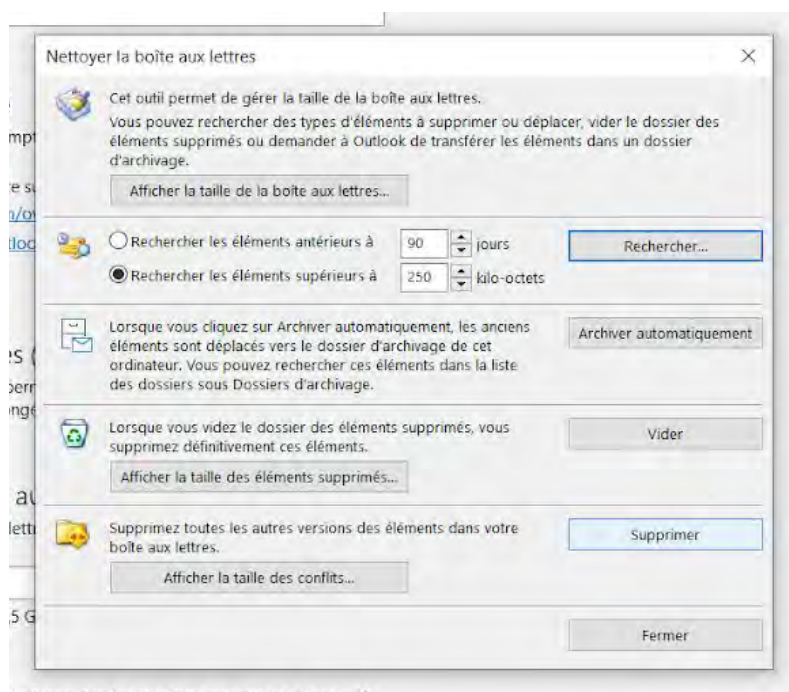 Nettoyer la boîte aux lettres
Cet outil permet de gérer la taille de la boîte aux lettres.
Vous pouvez rechercher des types d'éléments à supprimer ou déplacer, vider le dossier des
éléments supprimés ou demander à Outlook de transférer les éléments dans un dossier
d'archivage.
Afficher la taille de la boîte aux lettres...
Rechercher les éléments antérieurs à 90 jours
Rechercher...
Rechercher les éléments supérieurs à 250 kilo-octets
Lorsque vous cliquez sur Archiver automatiquement, les anciens
éléments sont déplacés vers le dossier d'archivage de cet
ordinateur. Vous pouvez rechercher ces éléments dans la liste
des dossiers sous Dossiers d'archivage.
Archiver automatiquement
Lorsque vous videz le dossier des éléments supprimés, vous
supprimez définitivement ces éléments.
Vider
Afficher la taille des éléments supprimés...
Supprimez toutes les autres versions des éléments dans votre
boîte aux lettres.
Supprimer
Afficher la taille des conflits...
Fermer